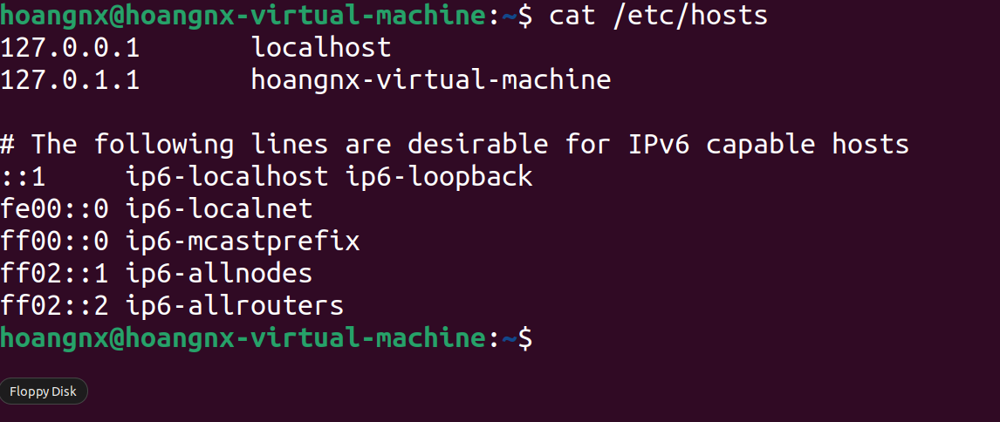 hoangnx@hoangnx-virtual-machine:~$ cat /etc/hosts
127.0.0.1       localhost
127.0.1.1       hoangnx-virtual-machine

# The following lines are desirable for IPv6 capable hosts
::1     ip6-localhost ip6-loopback
fe00::0 ip6-localnet
ff00::0 ip6-mcastprefix
ff02::1 ip6-allnodes
ff02::2 ip6-allrouters
hoangnx@hoangnx-virtual-machine:~$
Floppy Disk